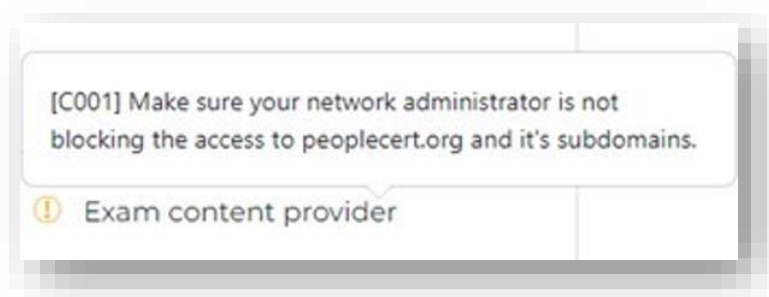 [C001] Make sure your network administrator is not
blocking the access to peoplecert.org and it's subdomains.
Exam content provider